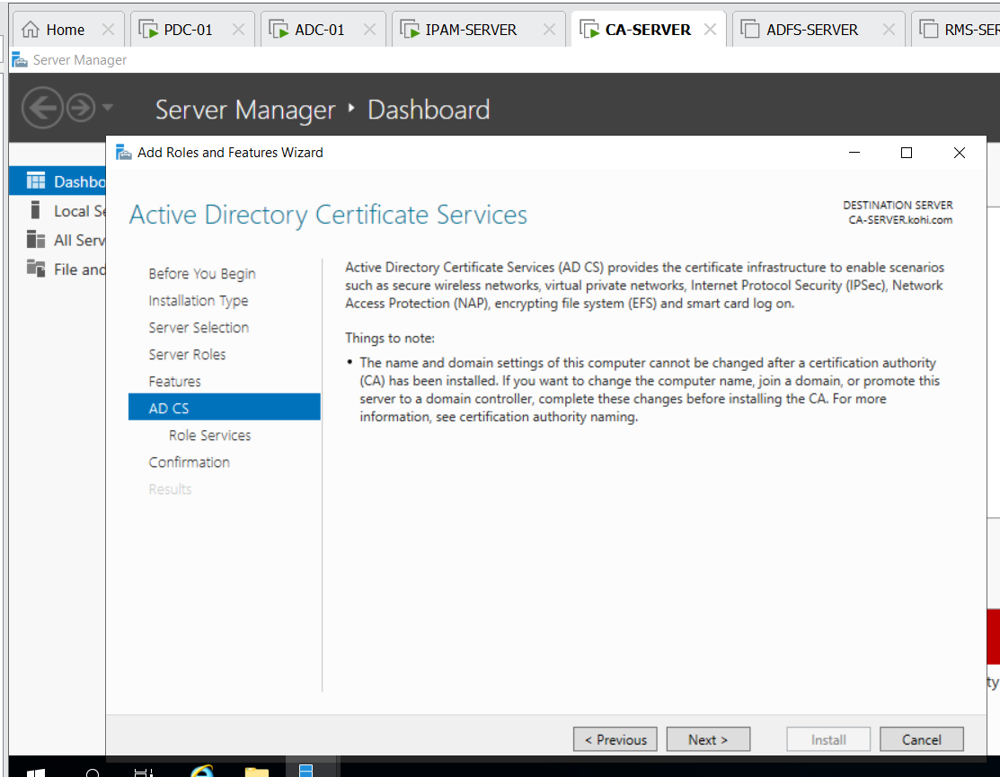 Home
PDC-01
ADC-01
IPAM-SERVER
CA-SERVER
ADFS-SERVER
RMS-SER
Server Manager
Server Manager
Dashboard
Add Roles and Features Wizard
Dashbo
Local Se
All Serv
File and
Active Directory Certificate Services
DESTINATION SERVER
CA-SERVER.kohi.com
Before You Begin
Installation Type
Server Selection
Server Roles
Features
AD CS
Role Services
Confirmation
Results
Active Directory Certificate Services (AD CS) provides the certificate infrastructure to enable scenarios
such as secure wireless networks, virtual private networks, Internet Protocol Security (IPSec), Network
Access Protection (NAP), encrypting file system (EFS) and smart card log on.
Things to note:
• The name and domain settings of this computer cannot be changed after a certification authority
(CA) has been installed. If you want to change the computer name, join a domain, or promote this
server to a domain controller, complete these changes before installing the CA. For more
information, see certification authority naming.
ty
< Previous
Next >
Install
Cancel